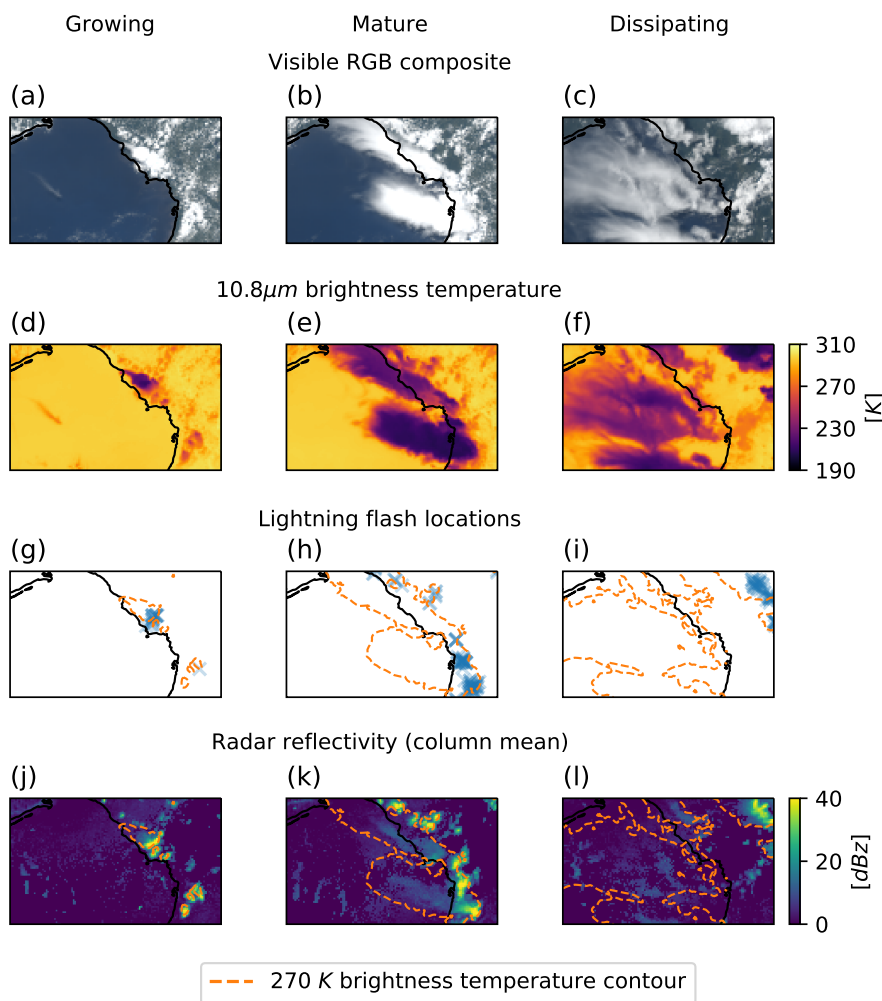 Growing Mature Dissipating
Visible RGB composite
(a) (b) (c)
10.8μm brightness temperature
(d) (e) (f)
310
270
230
190
[K]
Lightning flash locations
(g) (h) (i)
Radar reflectivity (column mean)
(j) (k) (l)
40
20
0
[dBz]
270 K brightness temperature contour